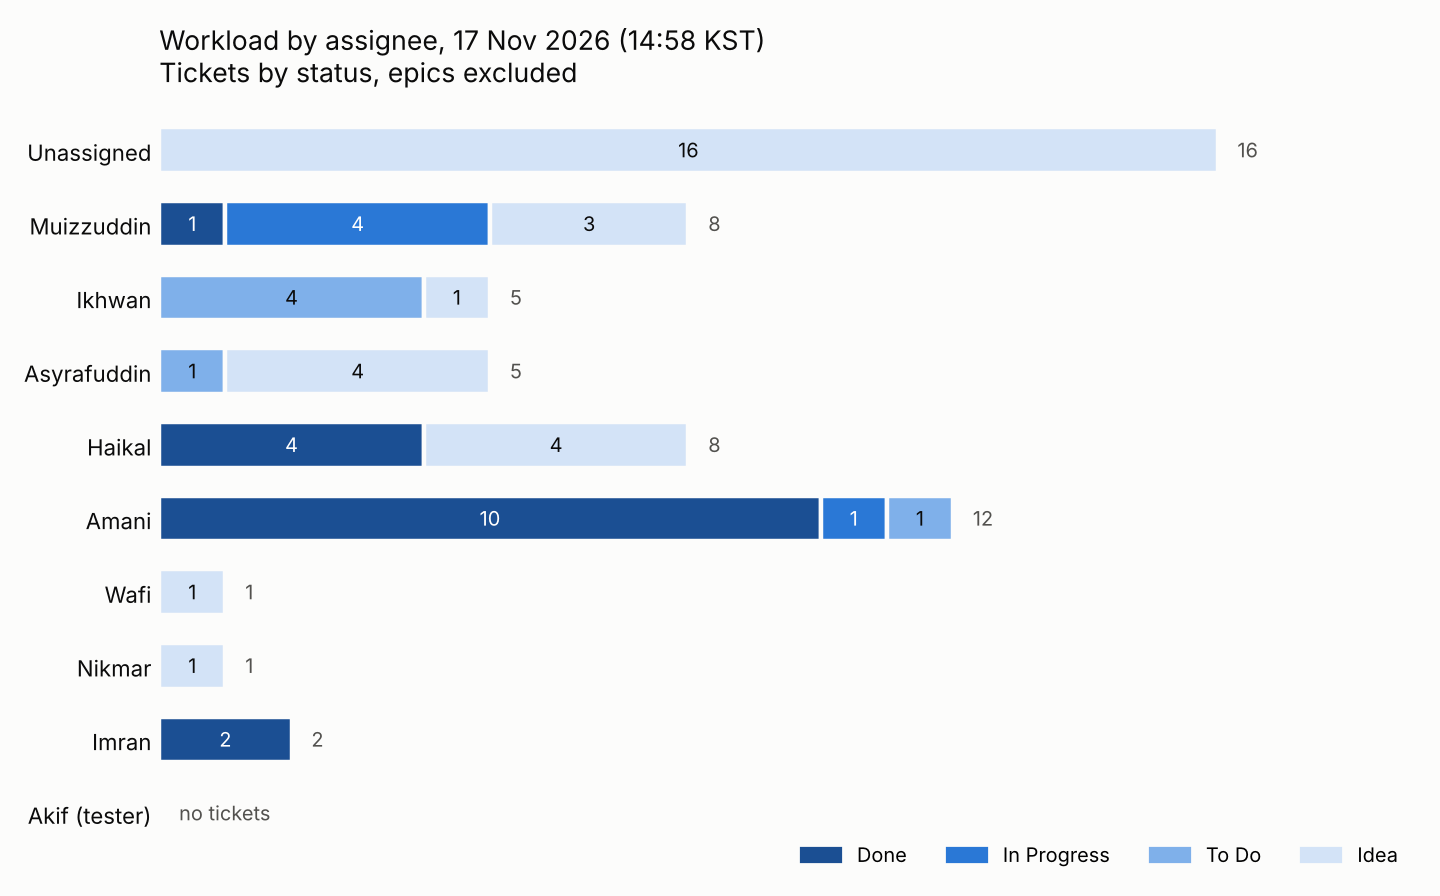 Workload by assignee, 17 Nov 2026 (14:58 KST)
Tickets by status, epics excluded
Unassigned 16 16
Muizzuddin 1 4 3 8
Ikhwan 4 1 5
Asyrafuddin 1 4 5
Haikal 4 4 8
Amani 10 1 1 12
Wafi 1 1
Nikmar 1 1
Imran 2 2
Akif (tester) no tickets
Done In Progress To Do Idea